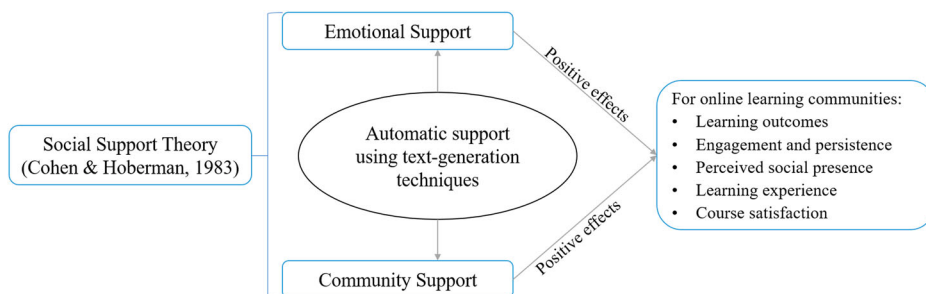 Emotional Support
Positive effects
Social Support Theory
(Cohen & Hoberman, 1983)
Automatic support
using text-generation
techniques
For online learning communities:
• Learning outcomes
• Engagement and persistence
• Perceived social presence
• Learning experience
• Course satisfaction
Positive effects
Community Support